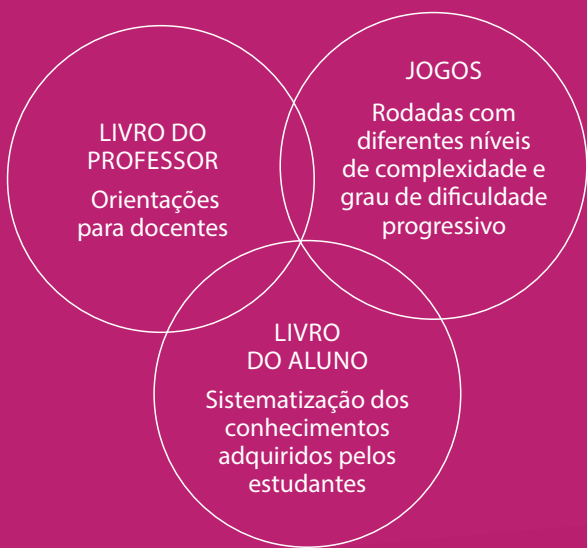 LIVRO DO
PROFESSOR
Orientações
para docentes
JOGOS
Rodadas com
diferentes níveis
de complexidade e
grau de dificuldade
progressivo
LIVRO
DO ALUNO
Sistematização dos
conhecimentos
adquiridos pelos
estudantes